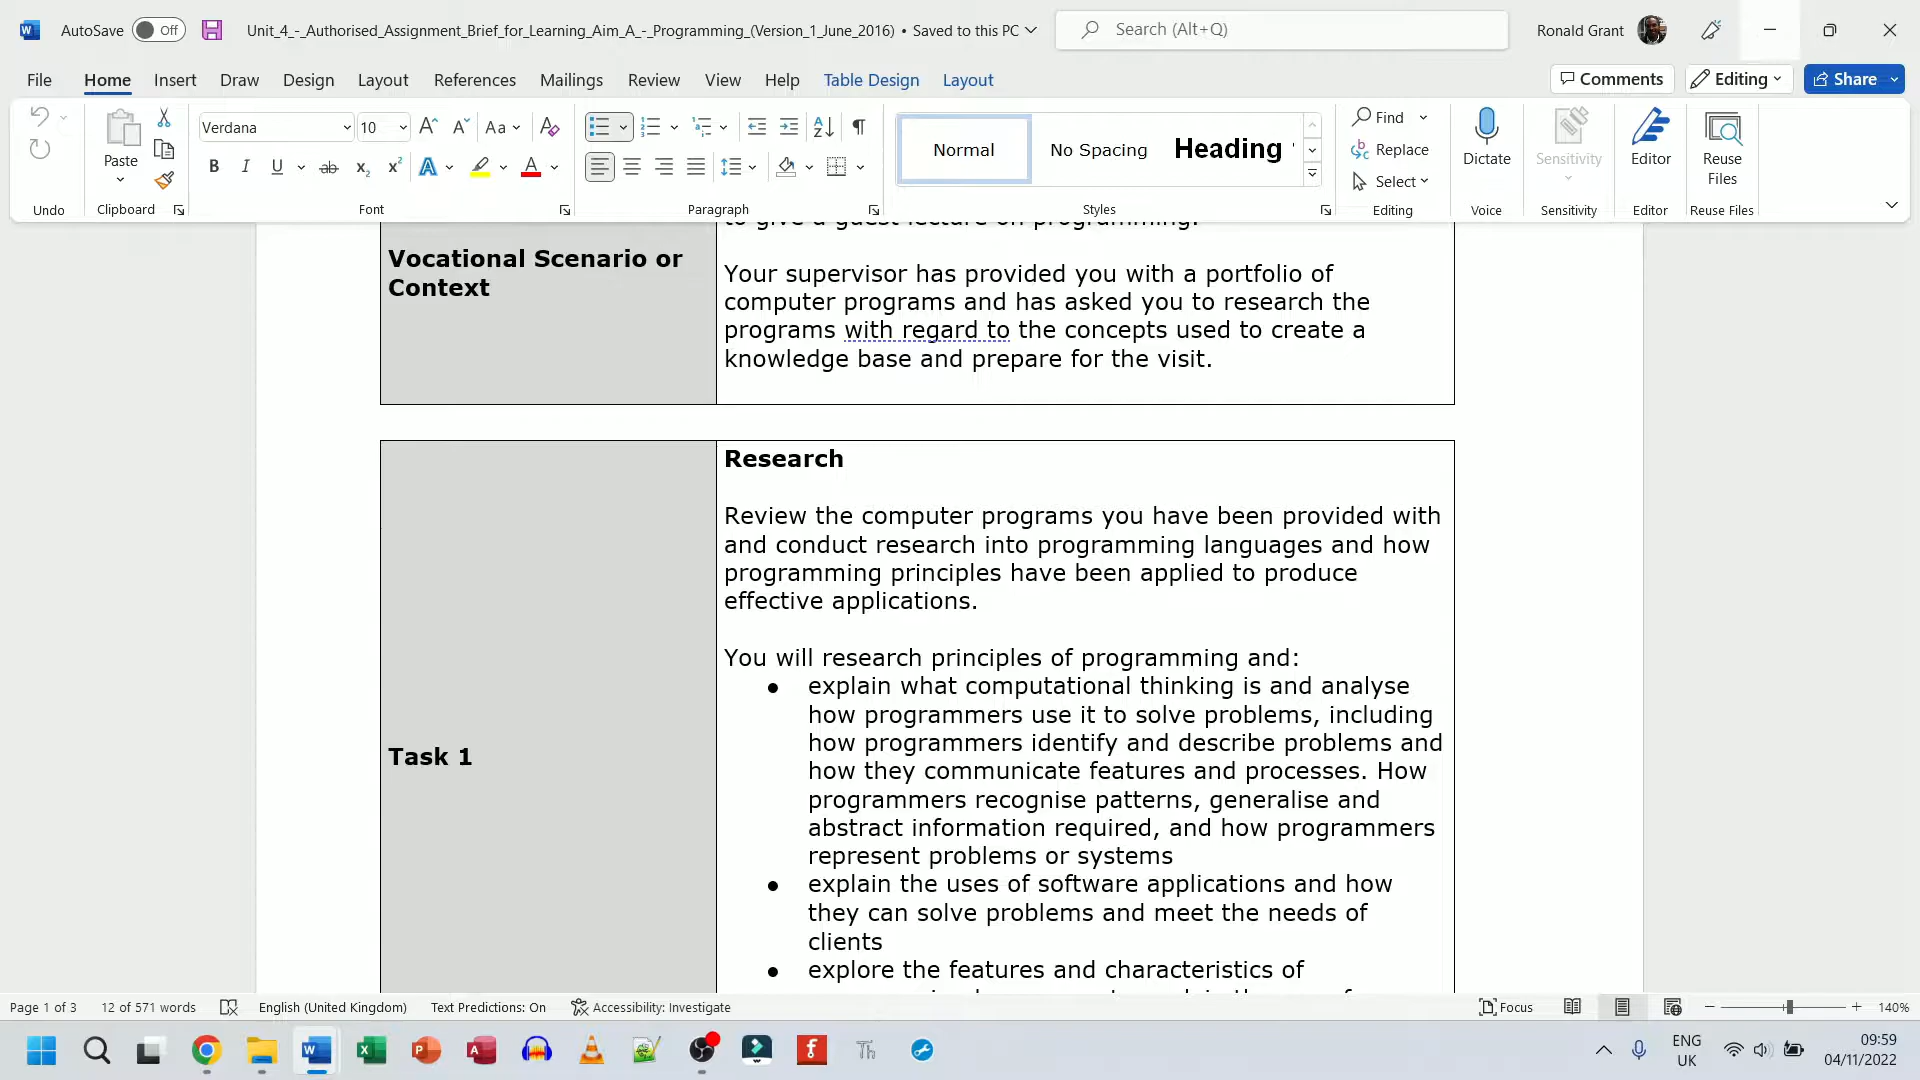 AutoSave Off Unit_4_-_Authorised_Assignment_Brief_for_Learning_Aim_A_-_Programming_(Version_1_June_2016) • Saved to this PC Search (Alt+Q) Ronald Grant
File Home Insert Draw Design Layout References Mailings Review View Help Table Design Layout Comments Editing Share
Paste
Verdana 10 Aa
B I U ab x₂ x² A A
Normal No Spacing Heading
Find
Replace
Select
Dictate
Sensitivity
Editor
Reuse Files
Undo Clipboard Font Paragraph Styles Editing Voice Sensitivity Editor Reuse Files
to give a guest lecture on programming.
Vocational Scenario or
Context
Your supervisor has provided you with a portfolio of
computer programs and has asked you to research the
programs with regard to the concepts used to create a
knowledge base and prepare for the visit.
Task 1
Research
Review the computer programs you have been provided with
and conduct research into programming languages and how
programming principles have been applied to produce
effective applications.
You will research principles of programming and:
● explain what computational thinking is and analyse
how programmers use it to solve problems, including
how programmers identify and describe problems and
how they communicate features and processes. How
programmers recognise patterns, generalise and
abstract information required, and how programmers
represent problems or systems
● explain the uses of software applications and how
they can solve problems and meet the needs of
clients
● explore the features and characteristics of
Page 1 of 3 12 of 571 words English (United Kingdom) Text Predictions: On Accessibility: Investigate Focus 140%
ENG
UK
09:59
04/11/2022